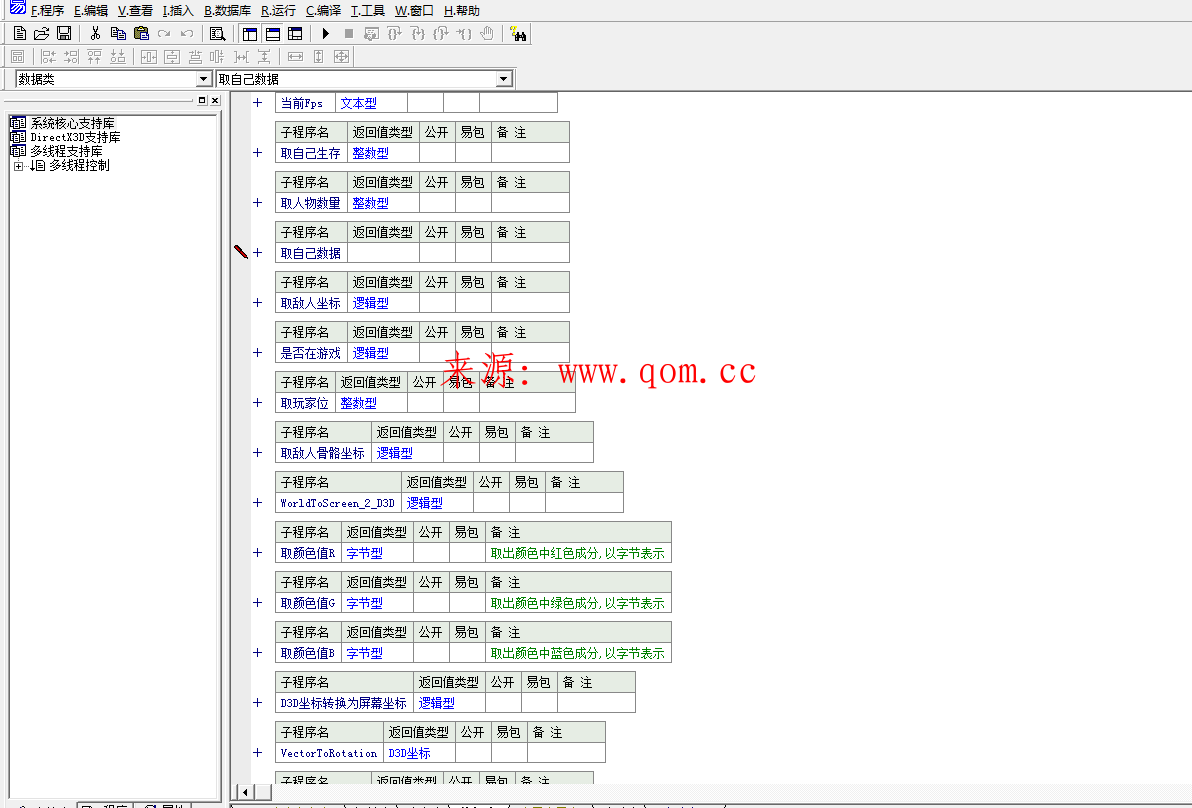 F.程序 E.编辑 V.查看 I.插入 B.数据库 R.运行 C.编译 T.工具 W.窗口 H.帮助
数据类 取自己数据
系统核心支持库
DirectX3D支持库
多线程支持库
多线程控制
当前Fps 文本型
子程序名 返回值类型 公开 易包 备 注
取自己生存 整数型
子程序名 返回值类型 公开 易包 备 注
取人物数量 整数型
子程序名 返回值类型 公开 易包 备 注
取自己数据
子程序名 返回值类型 公开 易包 备 注
取敌人坐标 逻辑型
子程序名 返回值类型 公开 易包 备 注
是否在游戏 逻辑型
来源：www.qom.cc
子程序名 返回值类型 公开 易包 备 注
取玩家位 整数型
子程序名 返回值类型 公开 易包 备 注
取敌人骨骼坐标 逻辑型
子程序名 返回值类型 公开 易包 备 注
WorldToScreen_2_D3D 逻辑型
子程序名 返回值类型 公开 易包 备 注
取颜色值R 字节型 取出颜色中红色成分,以字节表示
子程序名 返回值类型 公开 易包 备 注
取颜色值G 字节型 取出颜色中绿色成分,以字节表示
子程序名 返回值类型 公开 易包 备 注
取颜色值B 字节型 取出颜色中蓝色成分,以字节表示
子程序名 返回值类型 公开 易包 备 注
D3D坐标转换为屏幕坐标 逻辑型
子程序名 返回值类型 公开 易包 备 注
VectorToRotation D3D坐标
子程序名 返回值类型 公开 易包 备 注